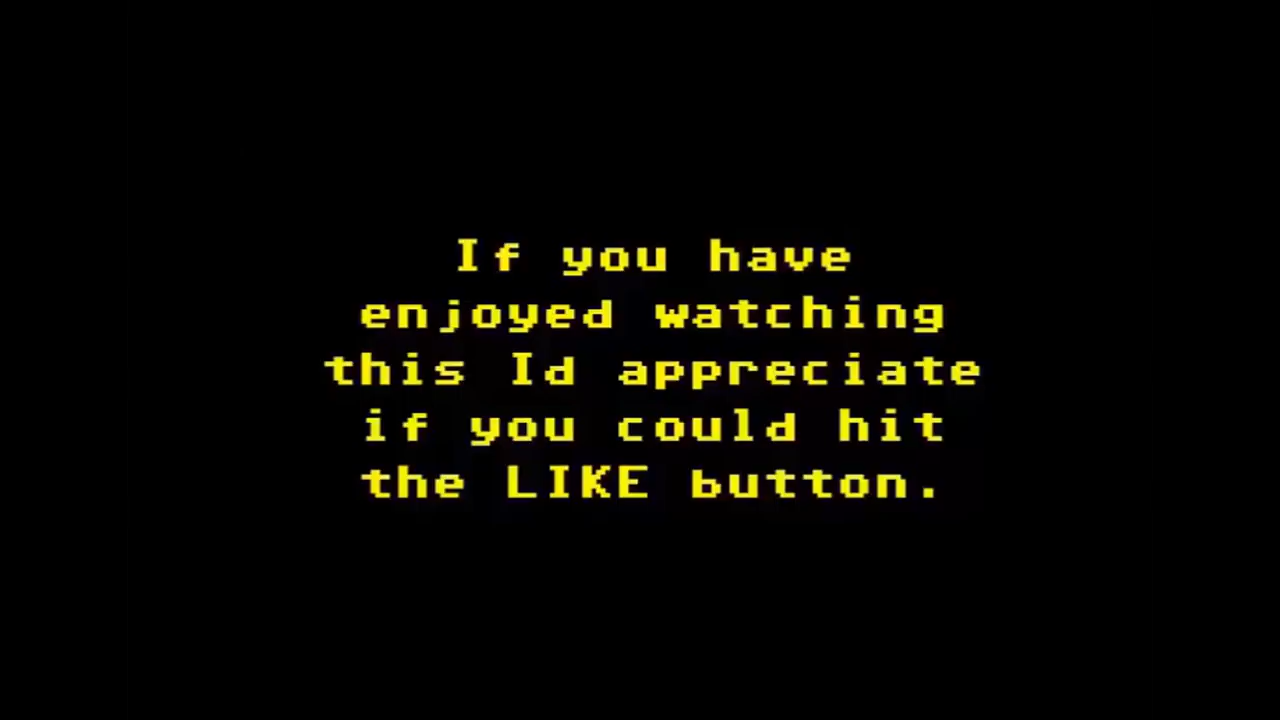 If you have
enjoyed watching
this Id appreciate
if you could hit
the LIKE button.